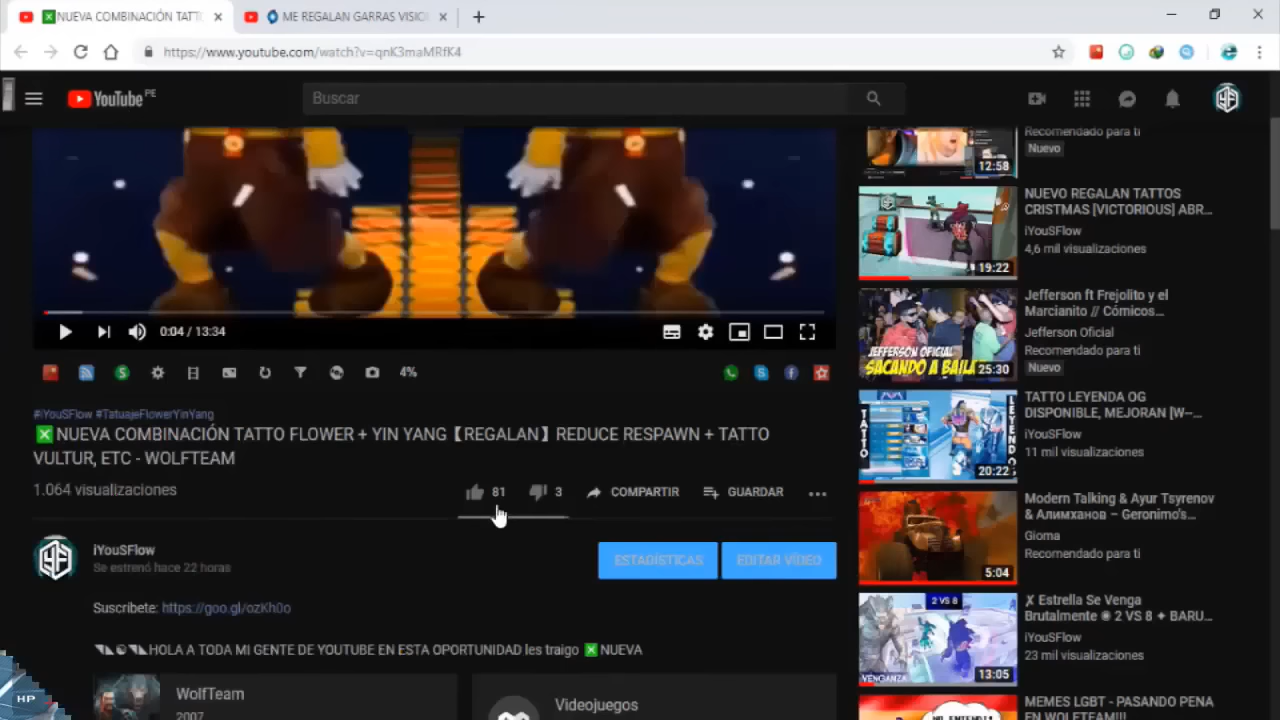 NUEVA COMBINACIÓN TATT
ME REGALAN GARRAS VISIO
https://www.youtube.com/watch?v=qnK3maMRfK4
YouTube PE
Buscar
0:04 / 13:34
4%
#iYouSFlow #TatuajeFlowerYinYang
❎NUEVA COMBINACIÓN TATTO FLOWER + YIN YANG【REGALAN】REDUCE RESPAWN + TATTO
VULTUR, ETC - WOLFTEAM
1.064 visualizaciones
81
3
COMPARTIR
GUARDAR
iYouSFlow
Se estrenó hace 22 horas
ESTADÍSTICAS
EDITAR VÍDEO
Suscribete: https://goo.gl/ozKh0o
HOLA A TODA MI GENTE DE YOUTUBE EN ESTA OPORTUNIDAD les traigo ❎NUEVA
WolfTeam
2007
Videojuegos
HP
Recomendado para ti
Nuevo
12:58
NUEVO REGALAN TATTOS
CRISTMAS [VICTORIOUS] ABR...
iYouSFlow
4,6 mil visualizaciones
19:22
Jefferson ft Frejolito y el
Marcianito // Cómicos...
Jefferson Oficial
Recomendado para ti
Nuevo
JEFFERSON OFICIAL
SACANDO A BAILA
25:30
TATTO LEYENDA OG
DISPONIBLE, MEJORAN [W–...
iYouSFlow
11 mil visualizaciones
TATTO
LEYENDO
20:22
Modern Talking & Ayur Tsyrenov
& Алимханов – Geronimo's...
Gioma
Recomendado para ti
5:04
✗ Estrella Se Venga
Brutalmente ◉ 2 VS 8 ✦ BARU...
iYouSFlow
23 mil visualizaciones
2 VS 8
VENGANZA
13:05
MEMES LGBT - PASANDO PENA
EN WOLFTEAM!!!
¡NO ENTIENDO!